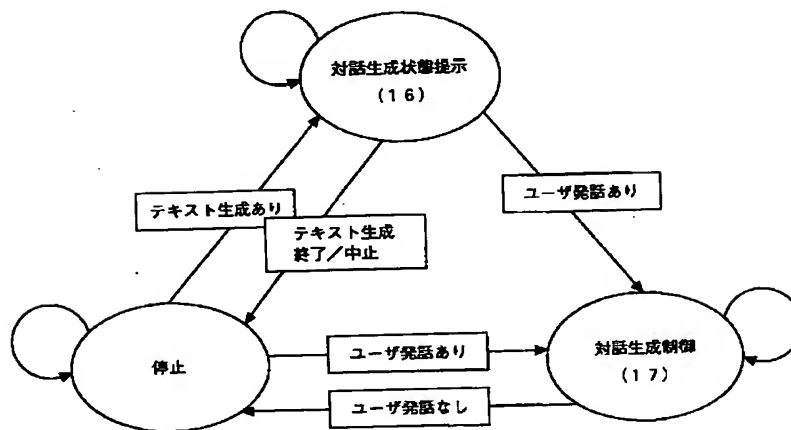 対話生成状態提示
(16)
テキスト生成あり
ユーザ発話あり
テキスト生成
終了/中止
停止
ユーザ発話あり
対話生成制御
(17)
ユーザ発話なし